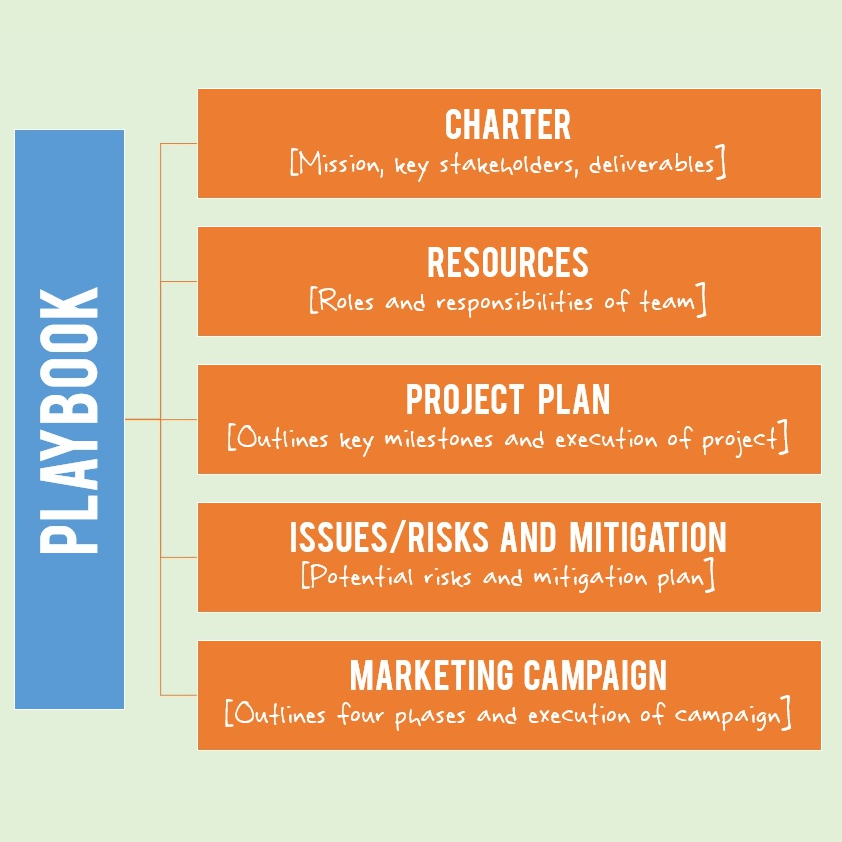 PLAYBOOK
CHARTER
[Mission, key stakeholders, deliverables]
RESOURCES
[Roles and responsibilities of team]
PROJECT PLAN
[Outlines key milestones and execution of project]
ISSUES/RISKS AND MITIGATION
[Potential risks and mitigation plan]
MARKETING CAMPAIGN
[Outlines four phases and execution of campaign]